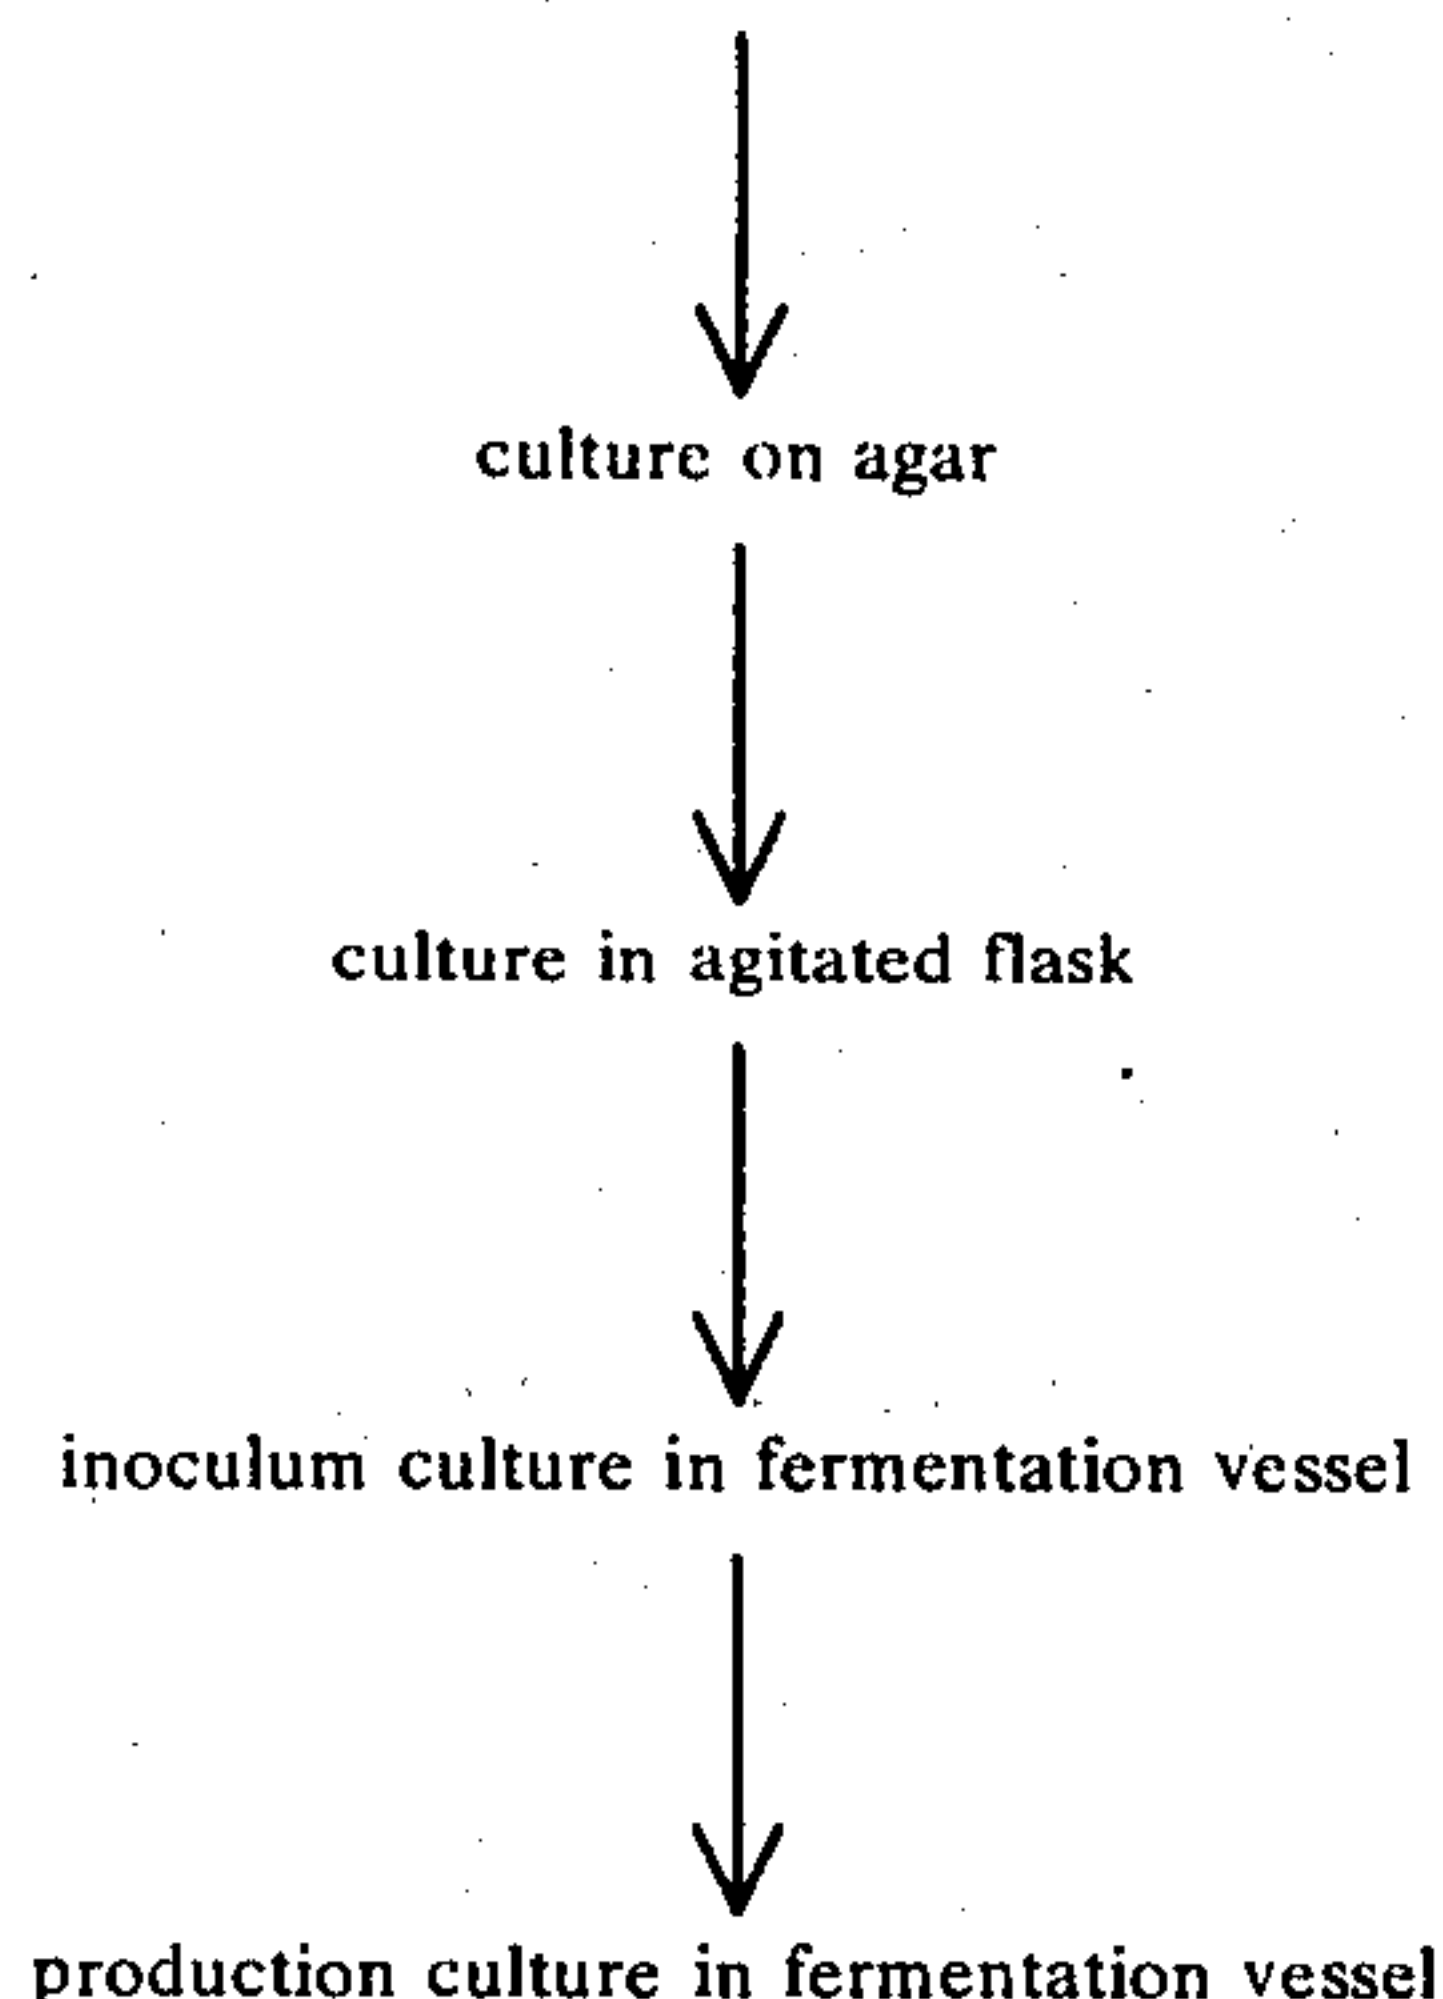 culture on agar
culture in agitated flask
inoculum culture in fermentation vessel
production culture in fermentation vessel